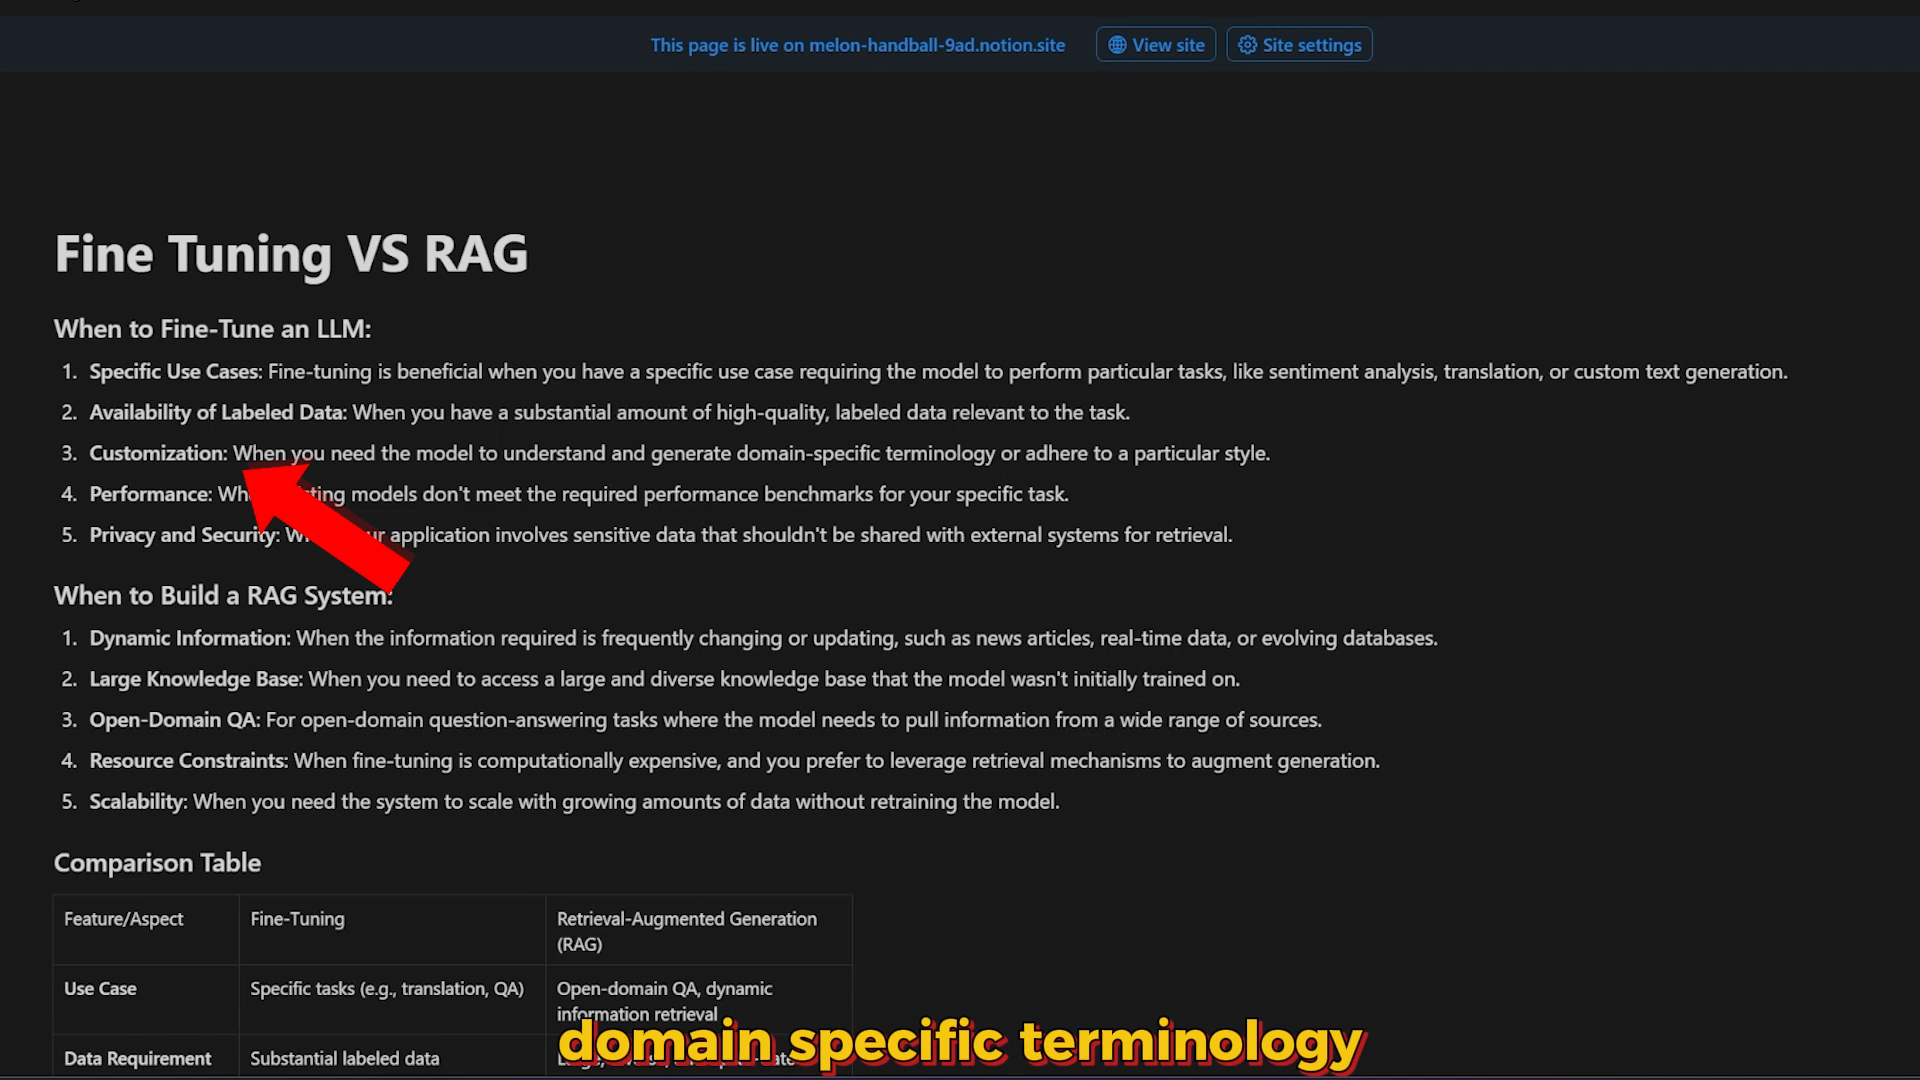 This page is live on melon-handball-9ad.notion.site View site Site settings
Fine Tuning VS RAG
When to Fine-Tune an LLM:
1. Specific Use Cases: Fine-tuning is beneficial when you have a specific use case requiring the model to perform particular tasks, like sentiment analysis, translation, or custom text generation.
2. Availability of Labeled Data: When you have a substantial amount of high-quality, labeled data relevant to the task.
3. Customization: When you need the model to understand and generate domain-specific terminology or adhere to a particular style.
4. Performance: models don't meet the required performance benchmarks for your specific task.
5. Privacy and Security: application involves sensitive data that shouldn't be shared with external systems for retrieval.
When to Build a RAG System:
1. Dynamic Information: When the information required is frequently changing or updating, such as news articles, real-time data, or evolving databases.
2. Large Knowledge Base: When you need to access a large and diverse knowledge base that the model wasn't initially trained on.
3. Open-Domain QA: For open-domain question-answering tasks where the model needs to pull information from a wide range of sources.
4. Resource Constraints: When fine-tuning is computationally expensive, and you prefer to leverage retrieval mechanisms to augment generation.
5. Scalability: When you need the system to scale with growing amounts of data without retraining the model.
Comparison Table
Feature/Aspect Fine-Tuning Retrieval-Augmented Generation
(RAG)
Use Case Specific tasks (e.g., translation, QA) Open-domain QA, dynamic
information retrieval
Data Requirement Substantial labeled data
domain specific terminology